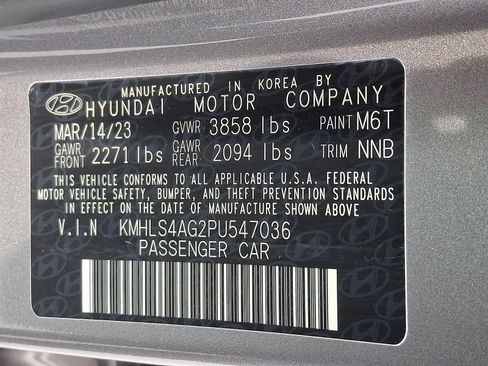 MANUFACTURED IN KOREA BY
HYUNDAI MOTOR COMPANY
MAR/14/23 GVWR 3858 lbs PAINT M6T
GAWR FRONT 2271 lbs GAWR REAR 2094 lbs TRIM NNB
THIS VEHICLE CONFORMS TO ALL APPLICABLE U.S.A. FEDERAL
MOTOR VEHICLE SAFETY, BUMPER, AND THEFT PREVENTION STANDARDS
IN EFFECT ON THE DATE OF MANUFACTURE SHOWN ABOVE.
V.I.N KMHLS4AG2PU547036
PASSENGER CAR